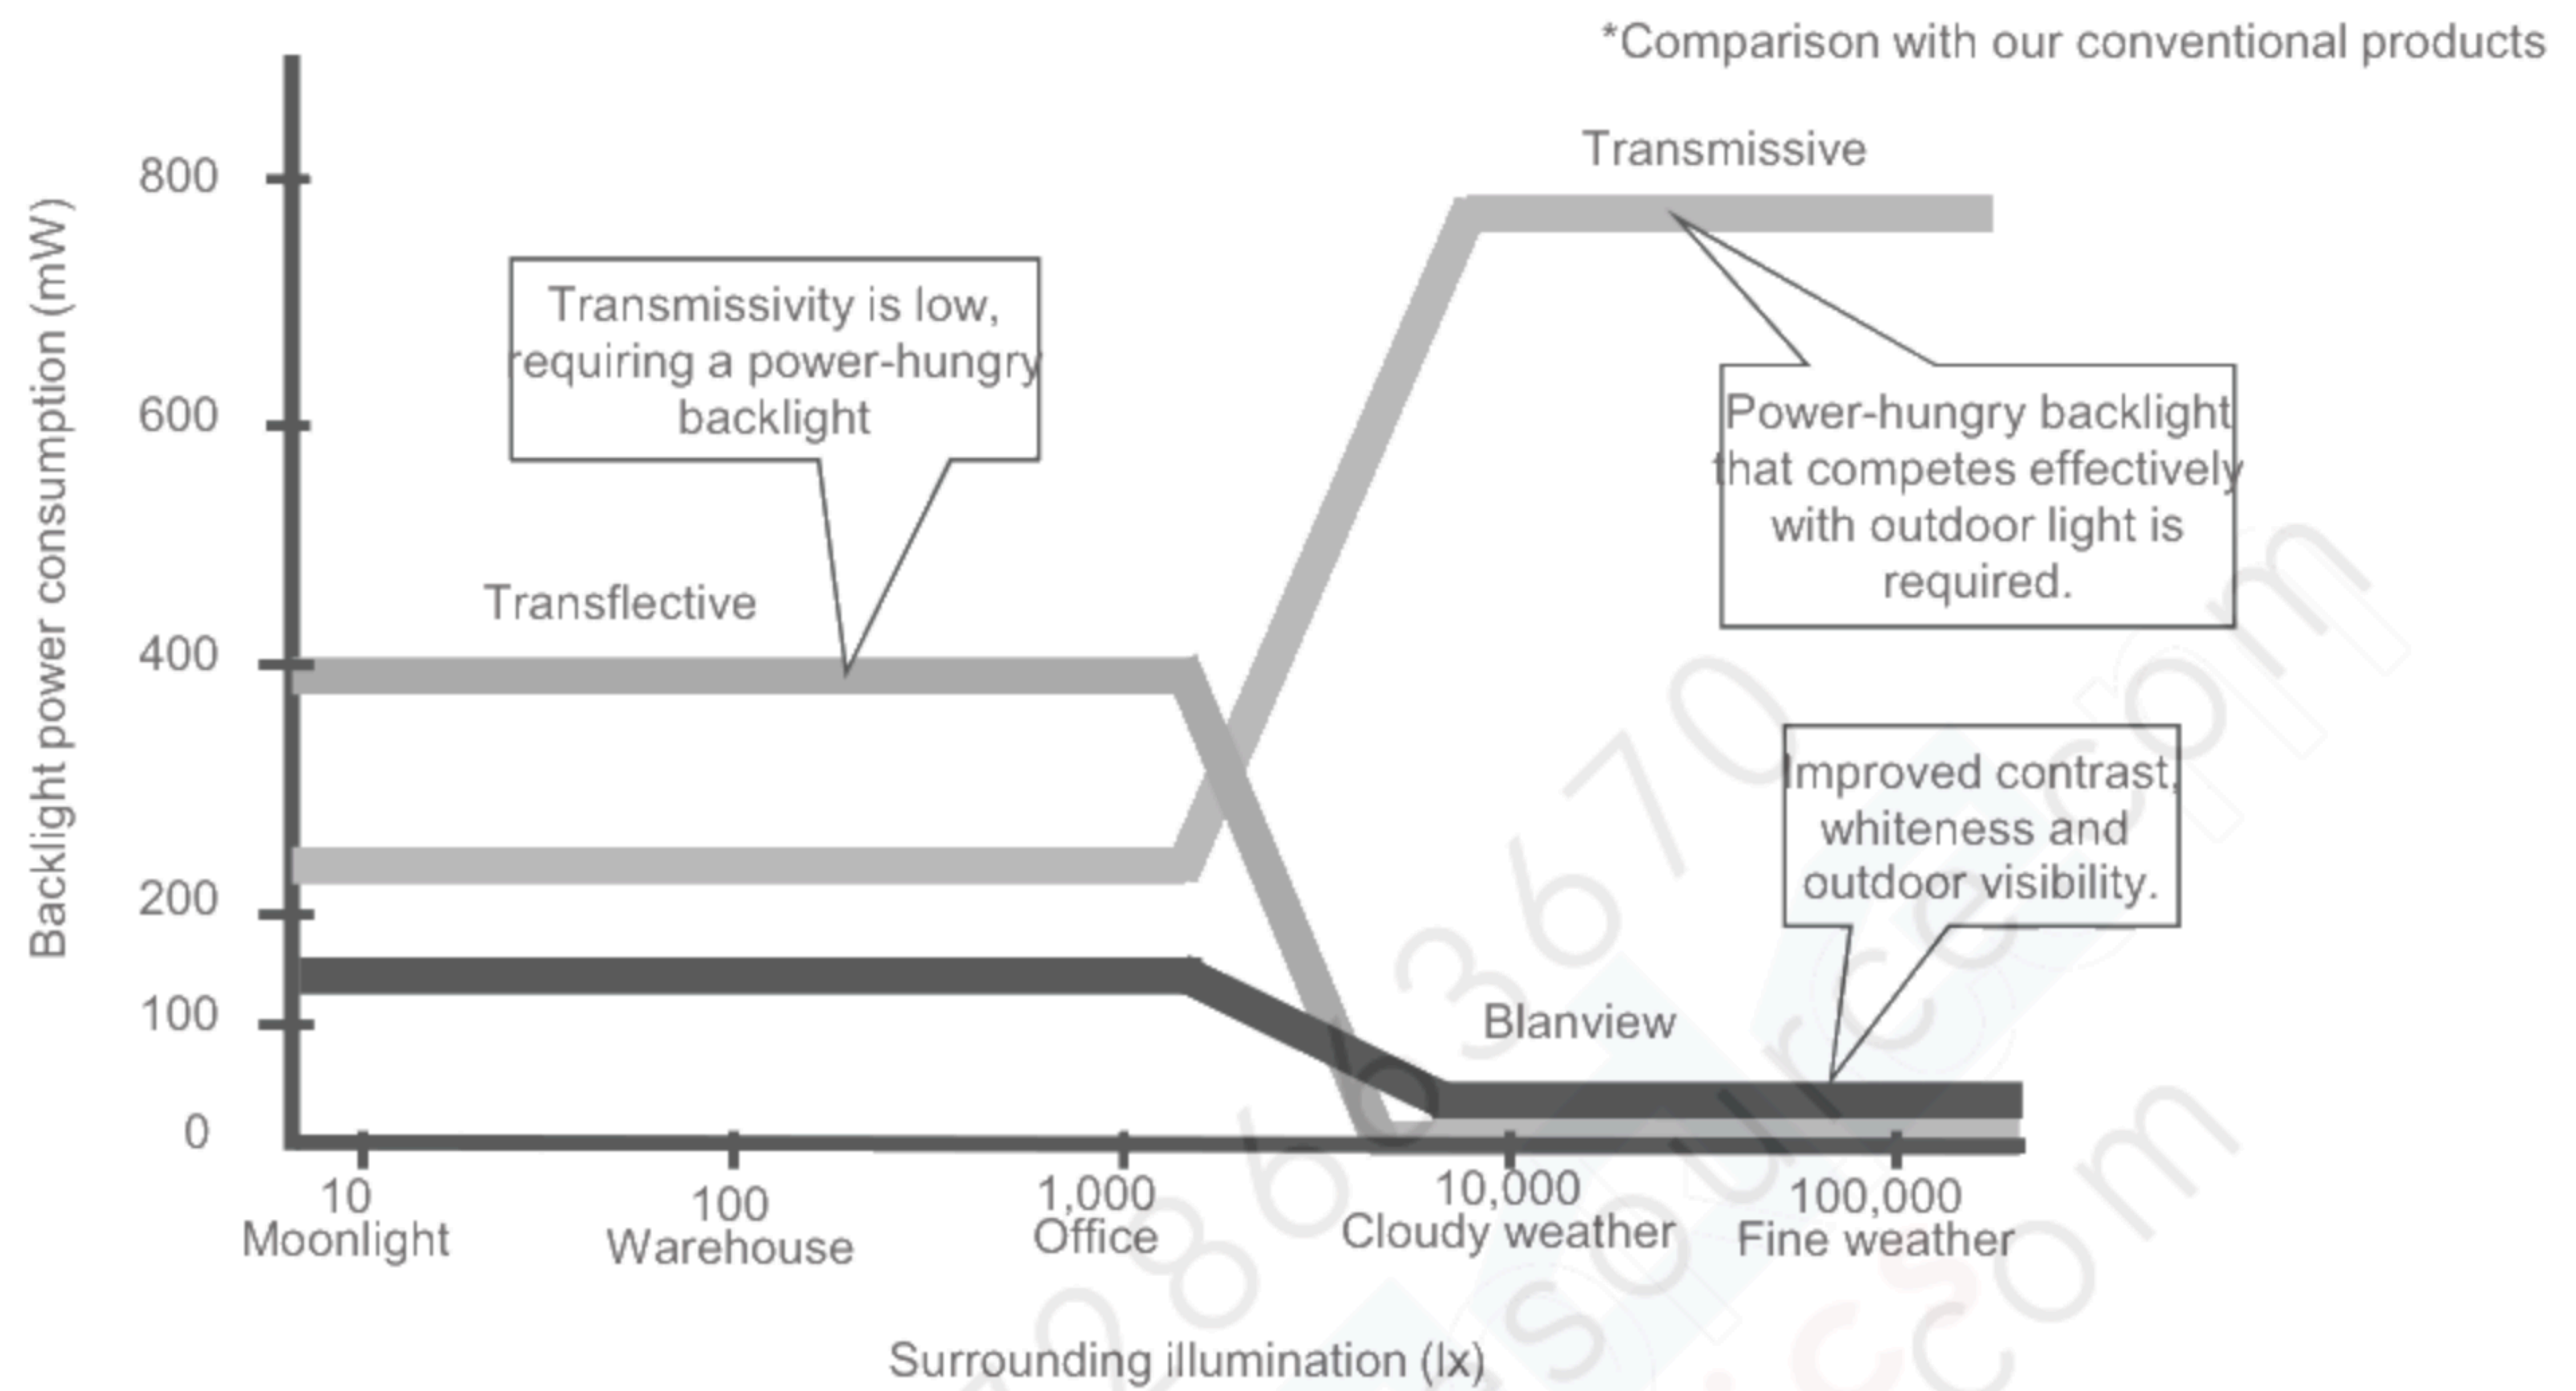 *Comparison with our conventional products
Transmissive
800
600
400
200
100
0
Backlight power consumption (mW)
Transmissivity is low,
requiring a power-hungry
backlight
Transflective
Power-hungry backlight
that competes effectively
with outdoor light is
required.
Improved contrast,
whiteness and
outdoor visibility.
Blanview
10
Moonlight
100
Warehouse
1,000
Office
10,000
Cloudy weather
100,000
Fine weather
Surrounding illumination (lx)